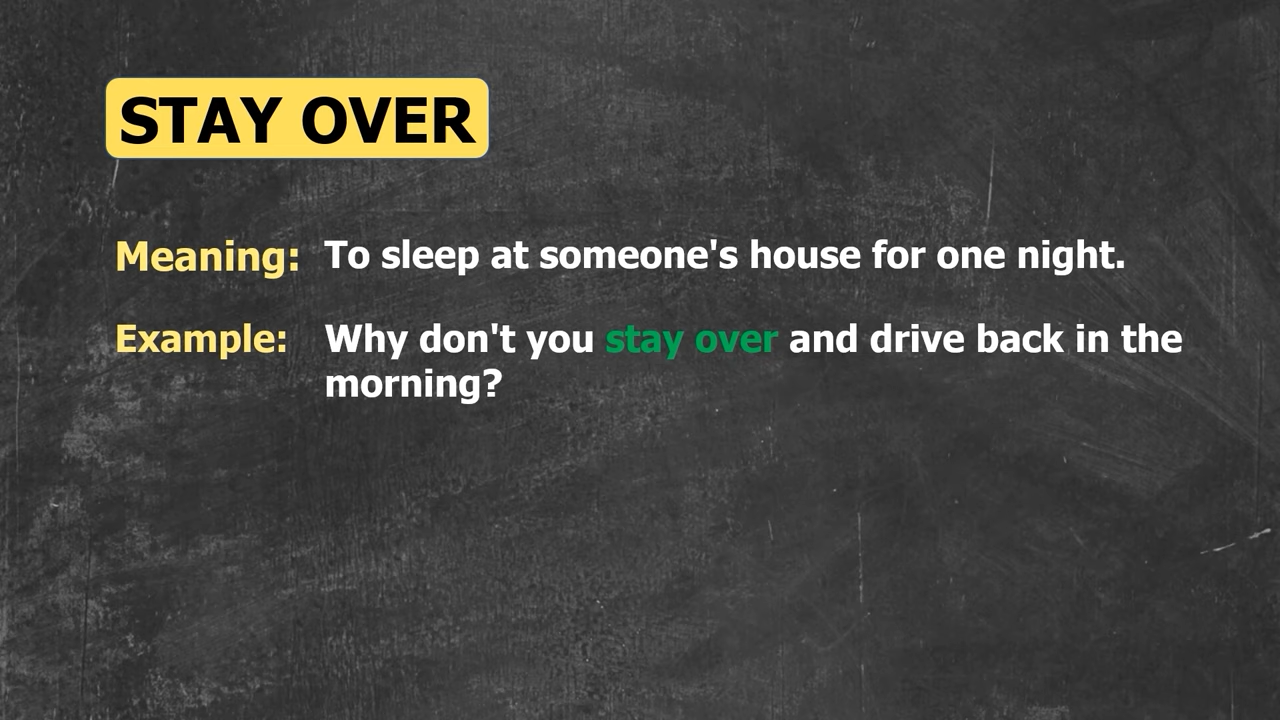 STAY OVER
Meaning: To sleep at someone's house for one night.
Example: Why don't you stay over and drive back in the
morning?